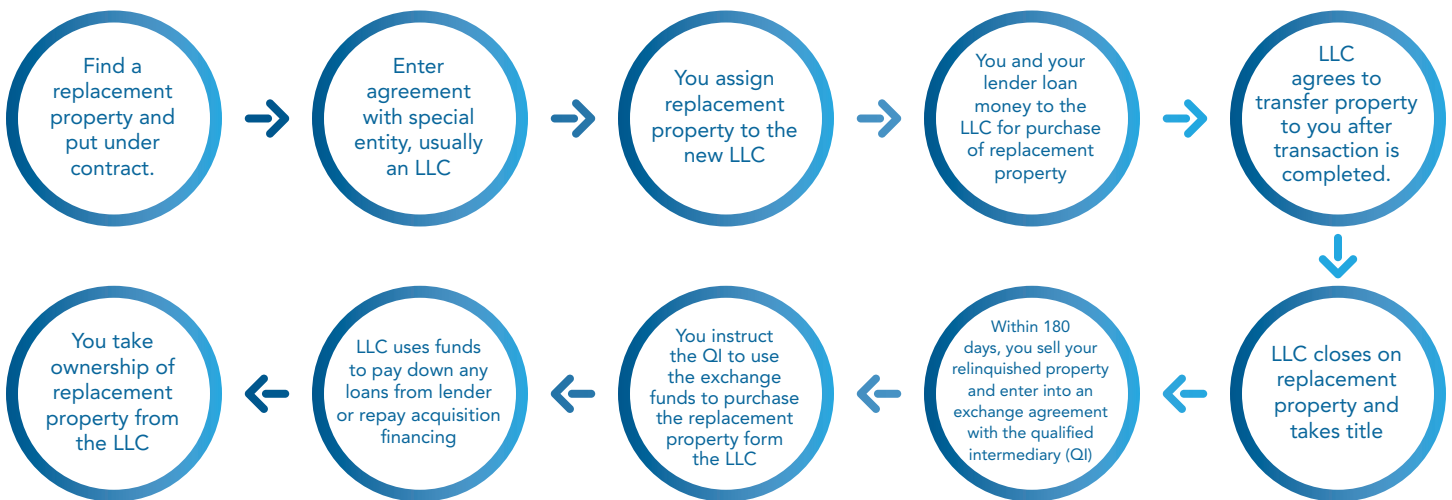 Find a
replacement
property and
put under
contract.
Enter
agreement
with special
entity, usually
an LLC
You assign
replacement
property to the
new LLC
You and your
lender loan
money to the
LLC for purchase
of replacement
property
LLC
agrees to
transfer property
to you after
transaction is
completed.
LLC closes on
replacement
property and
takes title
Within 180
days, you sell your
relinquished property
and enter into an
exchange agreement
with the qualified
intermediary (QI)
You instruct
the QI to use
the exchange
funds to purchase
the replacement
property form
the LLC
LLC uses funds
to pay down any
loans from lender
or repay acquisition
financing
You take
ownership of
replacement
property from
the LLC